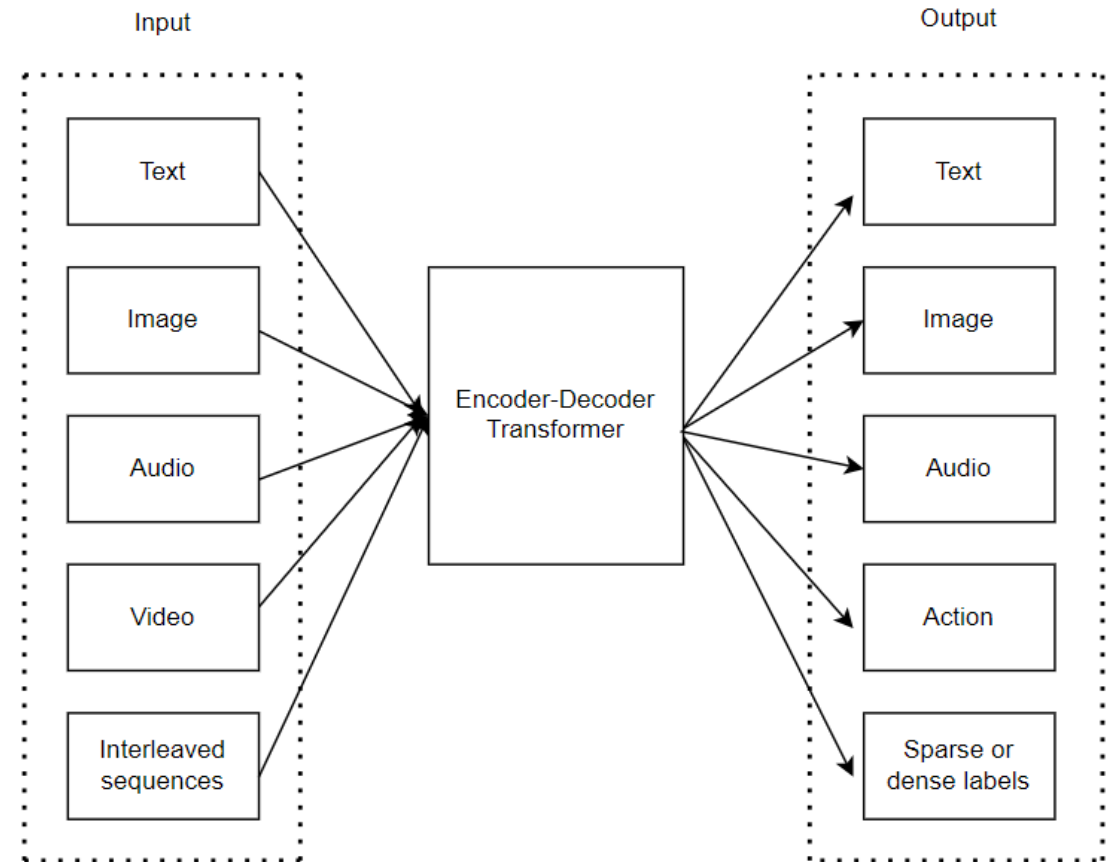 Input
Output
Text
Image
Audio
Video
Interleaved
sequences
Encoder-Decoder
Transformer
Text
Image
Audio
Action
Sparse or
dense labels